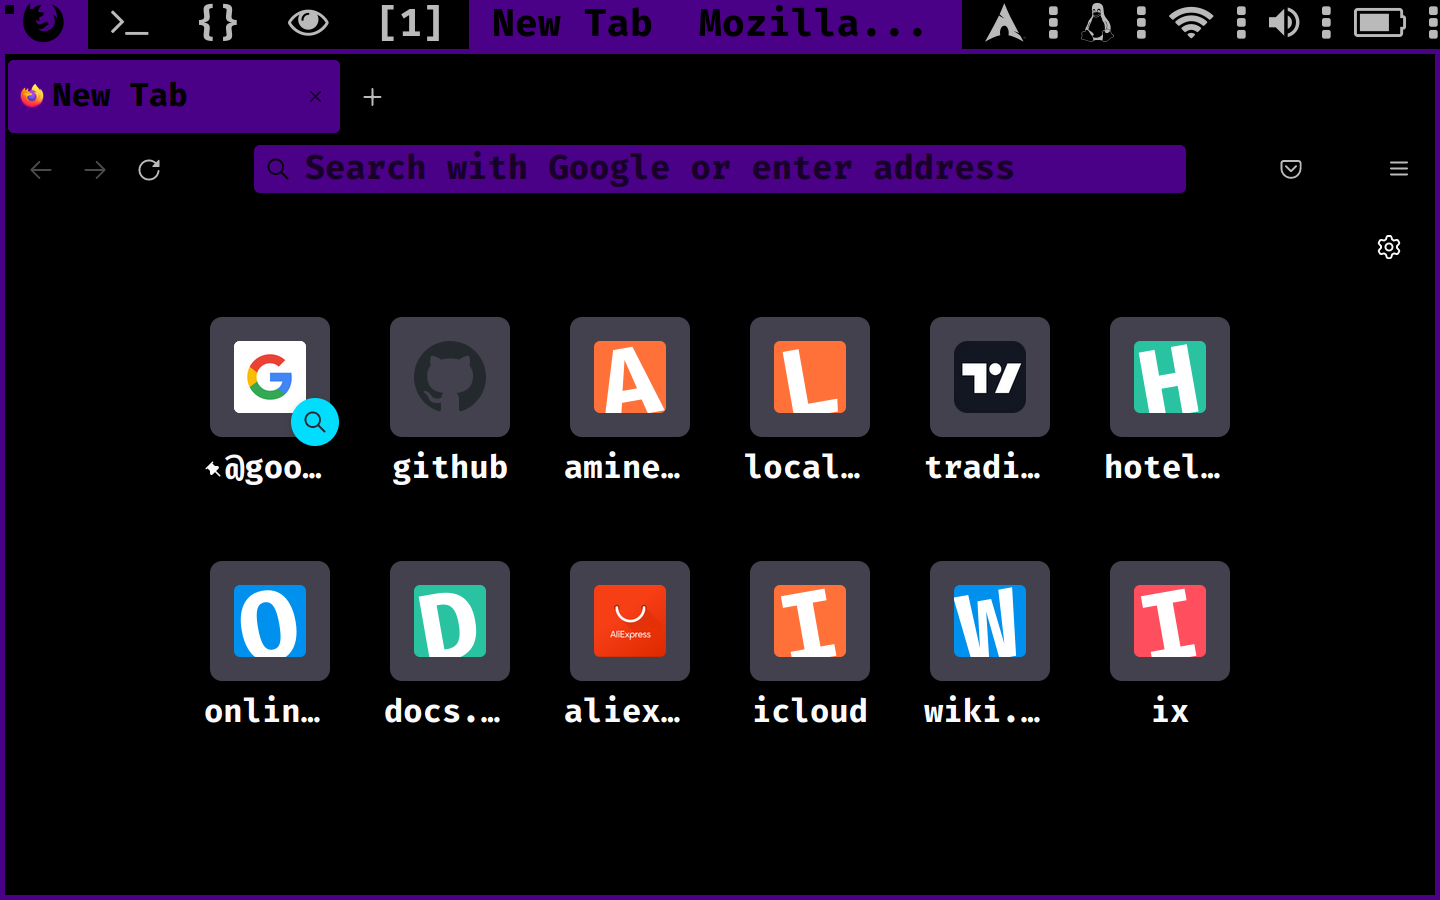 >_ {} [1] New Tab Mozilla...
New Tab
Search with Google or enter address
A L H
@goo… github amine… local… tradi… hotel…
O D AliExpress I W I
onlin… docs.… aliex… icloud wiki.… ix